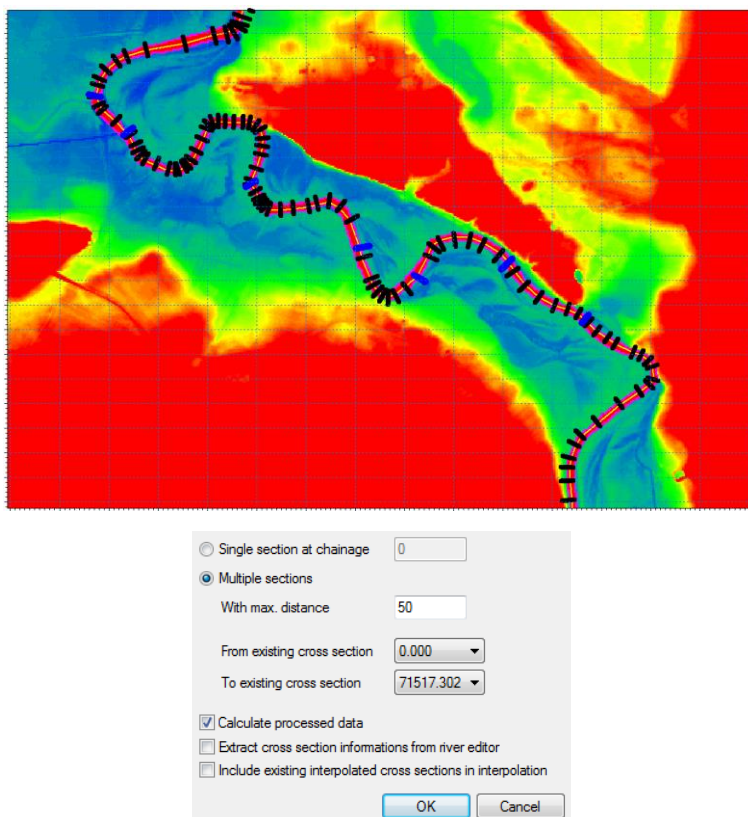 Single section at chainage 0
Multiple sections
With max. distance 50
From existing cross section 0.000
To existing cross section 71517.302
Calculate processed data
Extract cross section informations from river editor
Include existing interpolated cross sections in interpolation
OK Cancel